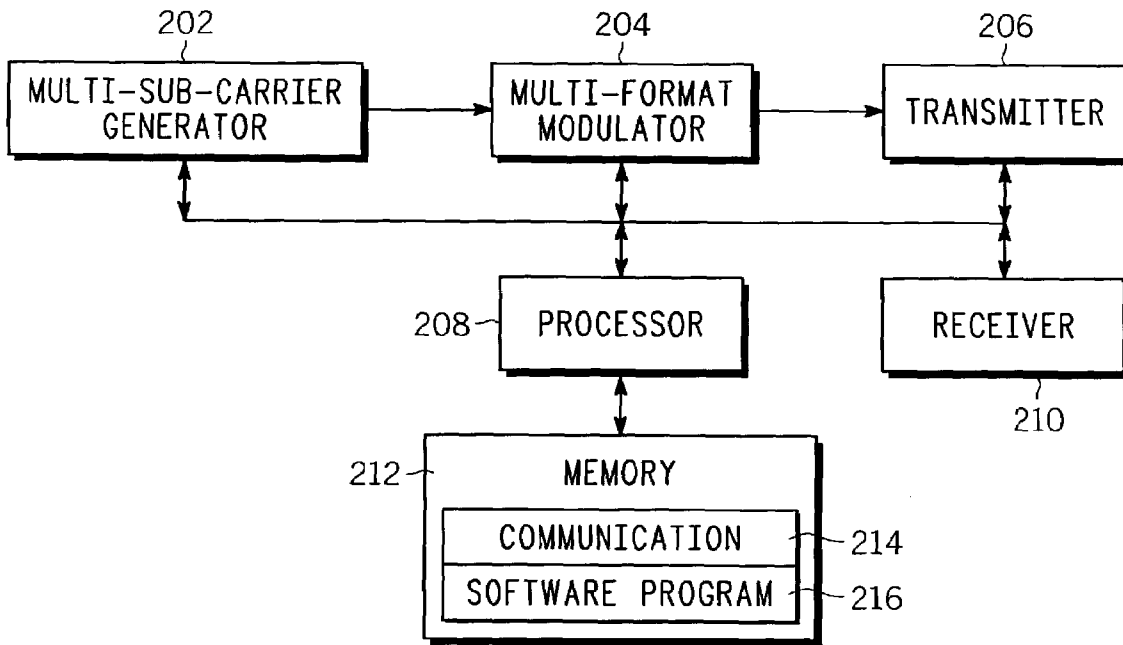 202
204
206
MULTI-SUB-CARRIER
GENERATOR
MULTI-FORMAT
MODULATOR
TRANSMITTER
208
PROCESSOR
RECEIVER
210
212
MEMORY
COMMUNICATION
214
SOFTWARE PROGRAM
216